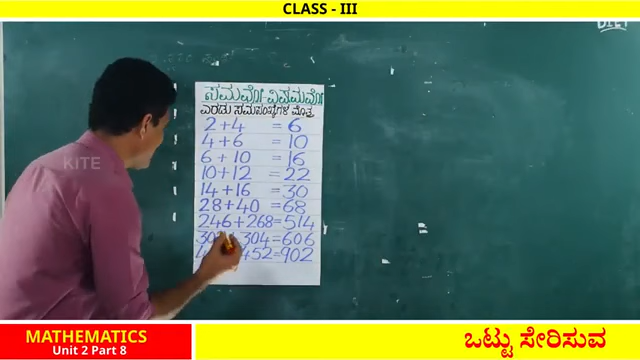 CLASS - III
DIET
ಸಮವೋ ವಿಷಮವೋ
ಎರಡು ಸಮಸಂಖ್ಯೆಗಳ ಮೊತ್ತ
2+4 = 6
4+6 = 10
6+10 = 16
10+12 = 22
14+16 = 30
28+40 = 68
246+268=514
304=606
452=902
KITE
MATHEMATICS
Unit 2 Part 8
ಒಟ್ಟು ಸೇರಿಸುವ